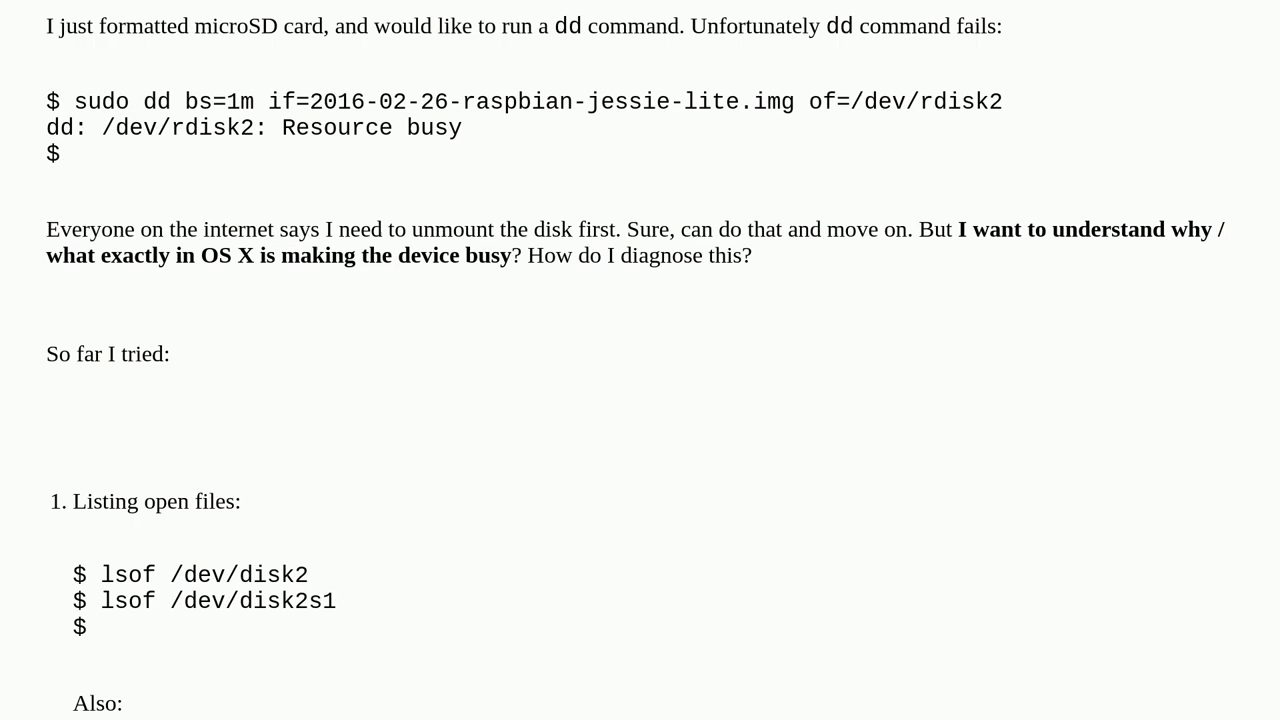 I just formatted microSD card, and would like to run a dd command. Unfortunately dd command fails:
$ sudo dd bs=1m if=2016-02-26-raspbian-jessie-lite.img of=/dev/rdisk2
dd: /dev/rdisk2: Resource busy
$
Everyone on the internet says I need to unmount the disk first. Sure, can do that and move on. But I want to understand why /
what exactly in OS X is making the device busy? How do I diagnose this?
So far I tried:
1. Listing open files:
$ lsof /dev/disk2
$ lsof /dev/disk2s1
$
Also: